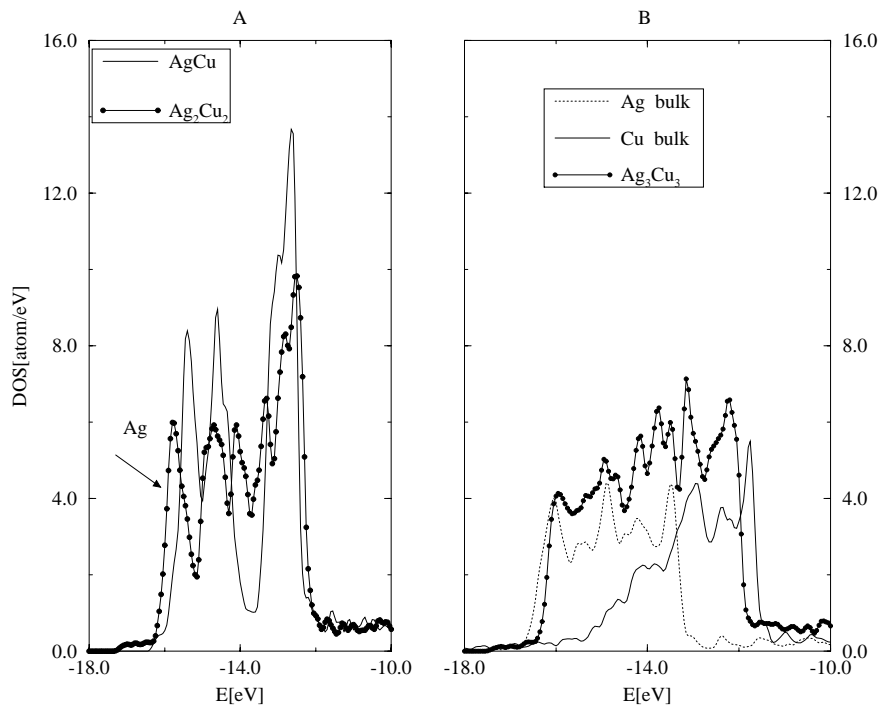 A
B
16.0
12.0
8.0
4.0
0.0
DOS[atom/eV]
AgCu
Ag₂Cu₂
Ag
-18.0
-14.0
-10.0
E[eV]
Ag bulk
Cu bulk
Ag₃Cu₃
16.0
12.0
8.0
4.0
0.0
-18.0
-14.0
-10.0
E[eV]